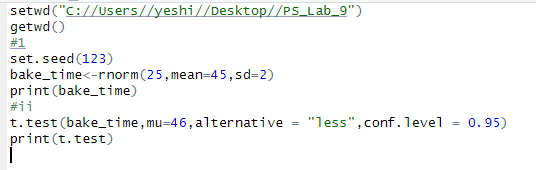 setwd("C://Users//yeshi//Desktop//PS_Lab_9")
getwd()
#1
set.seed(123)
bake_time<-rnorm(25,mean=45,sd=2)
print(bake_time)
#ii
t.test(bake_time,mu=46,alternative = "less",conf.level = 0.95)
print(t.test)